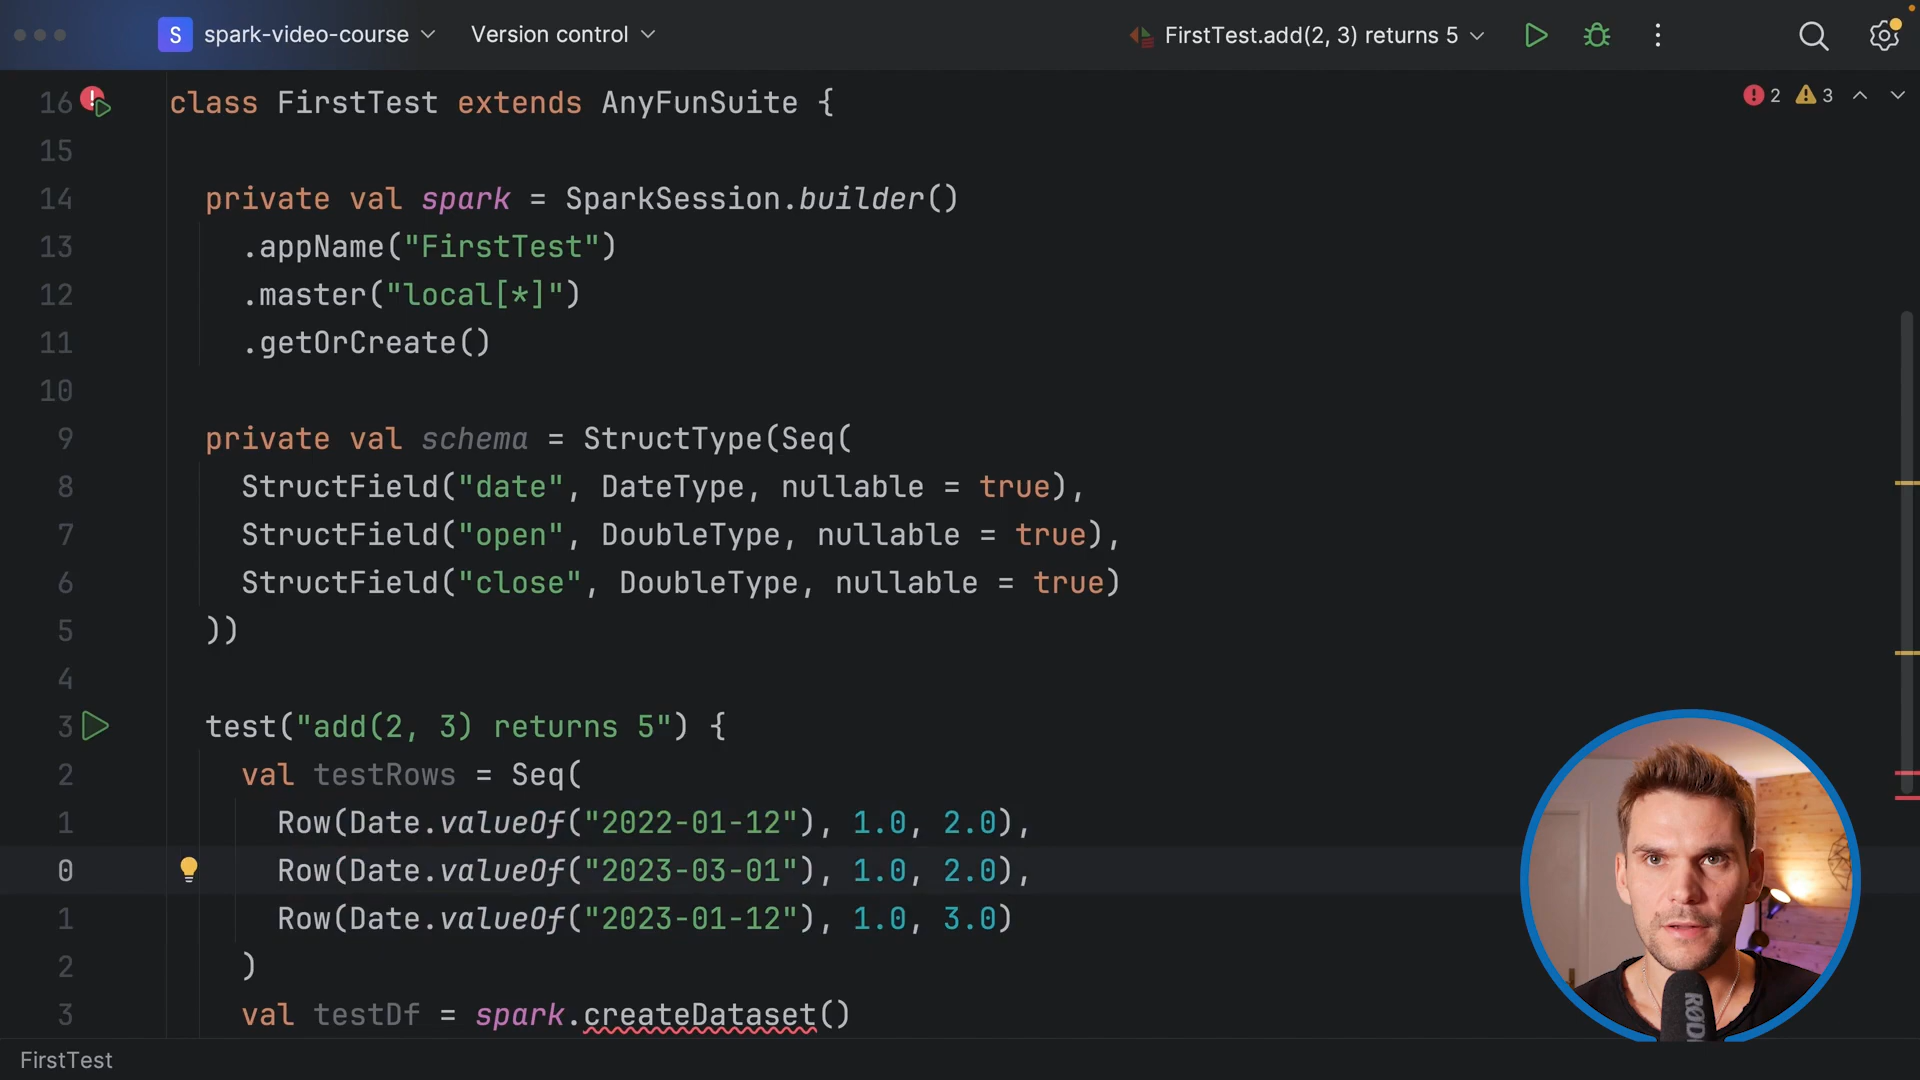 S spark-video-course Version control FirstTest.add(2, 3) returns 5
16 class FirstTest extends AnyFunSuite { 2 3
15
14 private val spark = SparkSession.builder()
13 .appName("FirstTest")
12 .master("local[*]")
11 .getOrCreate()
10
9 private val schema = StructType(Seq(
8 StructField("date", DateType, nullable = true),
7 StructField("open", DoubleType, nullable = true),
6 StructField("close", DoubleType, nullable = true)
5 ))
4
3 test("add(2, 3) returns 5") {
2 val testRows = Seq(
1 Row(Date.valueOf("2022-01-12"), 1.0, 2.0),
0 Row(Date.valueOf("2023-03-01"), 1.0, 2.0),
1 Row(Date.valueOf("2023-01-12"), 1.0, 3.0)
2 )
3 val testDf = spark.createDataset()
FirstTest